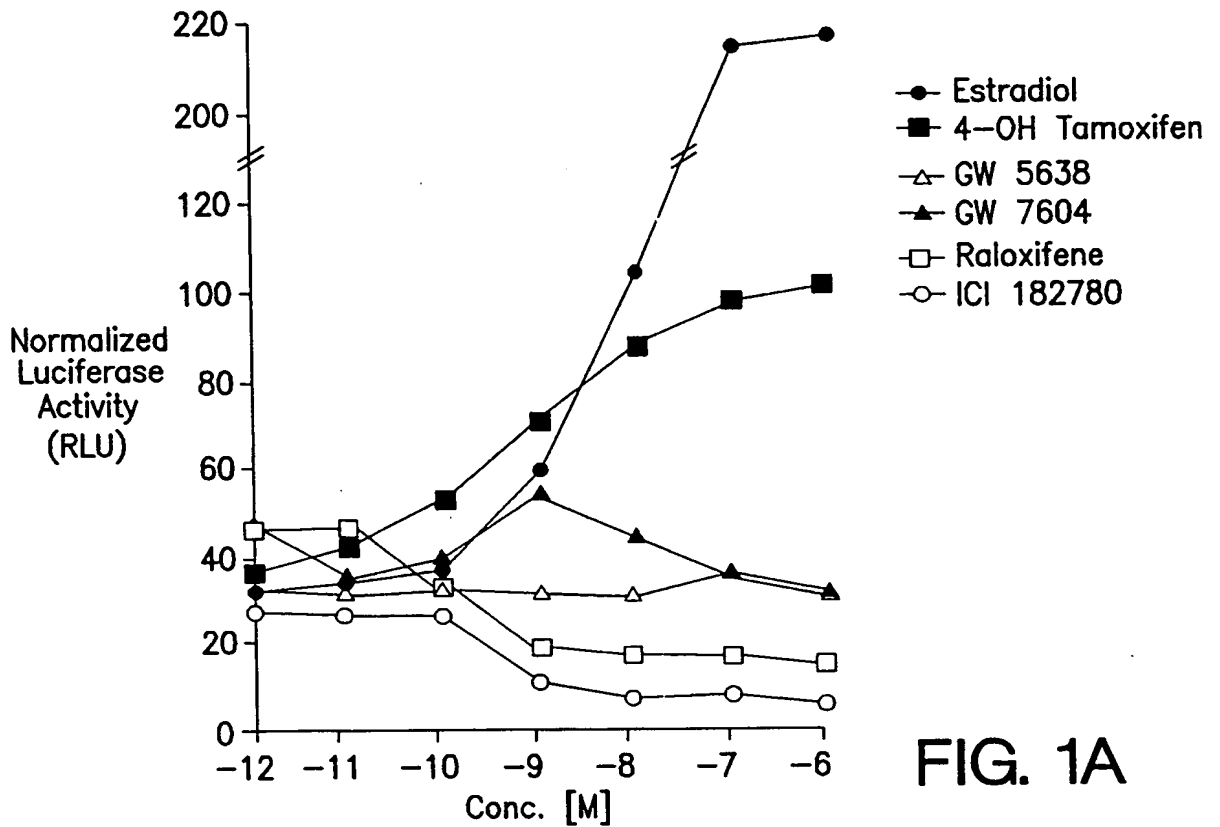 220
200
120
100
80
60
40
20
0
Normalized
Luciferase
Activity
(RLU)
-12 -11 -10 -9 -8 -7 -6
Conc. [M]
Estradiol
4-OH Tamoxifen
GW 5638
GW 7604
Raloxifene
ICI 182780
FIG. 1A